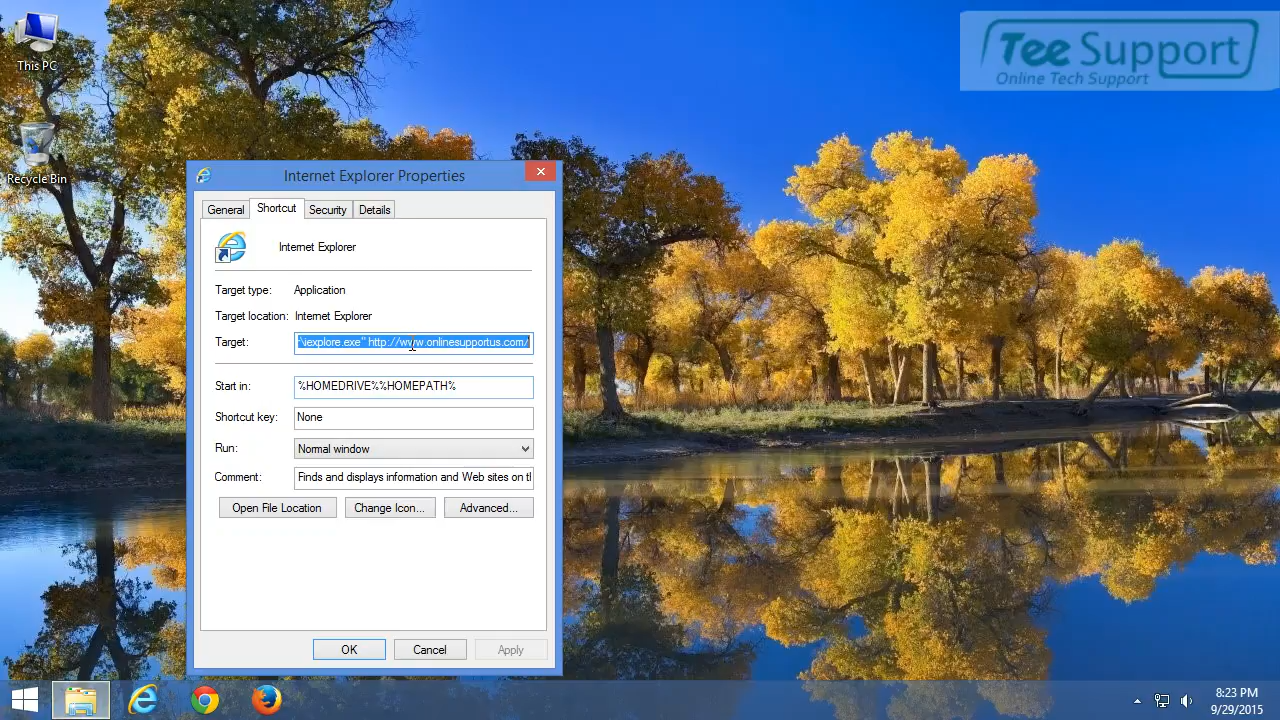 This PC
Recycle Bin
Tee Support
Online Tech Support
Internet Explorer Properties
General
Shortcut
Security
Details
Internet Explorer
Target type: Application
Target location: Internet Explorer
Target: \iexplore.exe" http://www.onlinesupportus.com/
Start in: %HOMEDRIVE%%HOMEPATH%
Shortcut key: None
Run: Normal window
Comment: Finds and displays information and Web sites on
Open File Location
Change Icon...
Advanced...
OK
Cancel
Apply
8:23 PM
9/29/2015